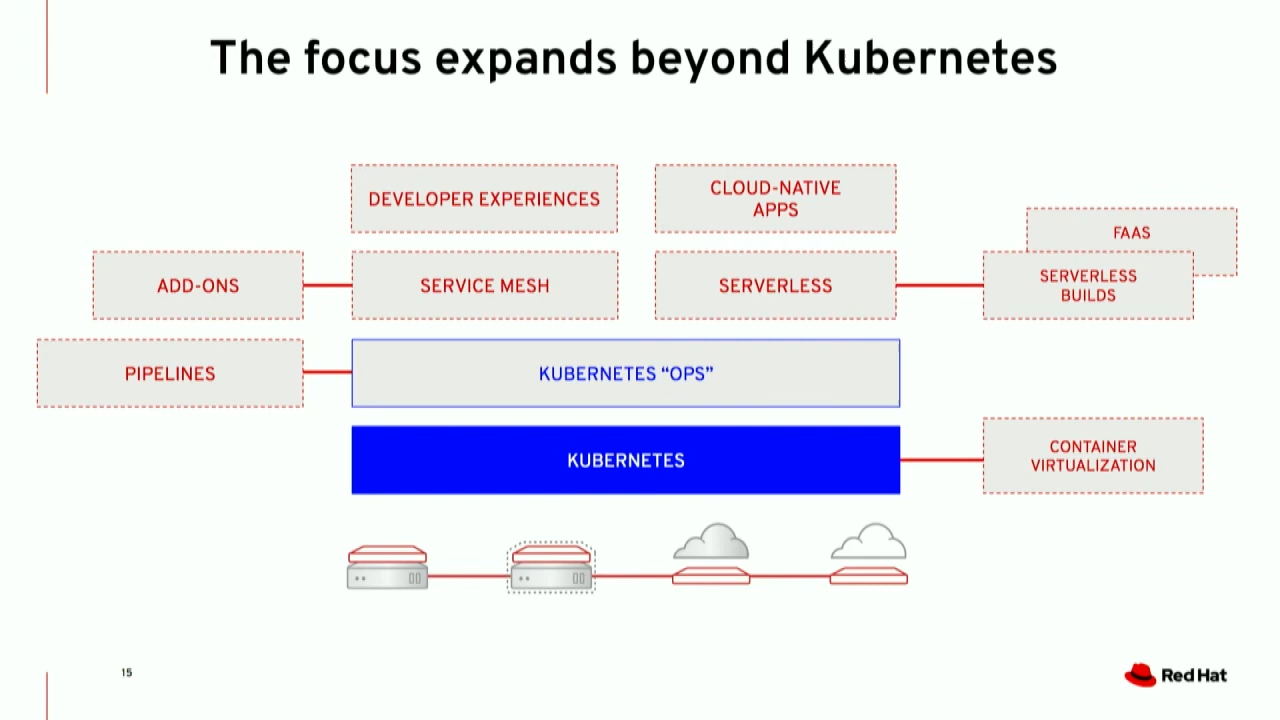 The focus expands beyond Kubernetes
DEVELOPER EXPERIENCES
CLOUD-NATIVE
APPS
FAAS
ADD-ONS
SERVICE MESH
SERVERLESS
SERVERLESS
BUILDS
PIPELINES
KUBERNETES “OPS”
KUBERNETES
CONTAINER
VIRTUALIZATION
15
Red Hat